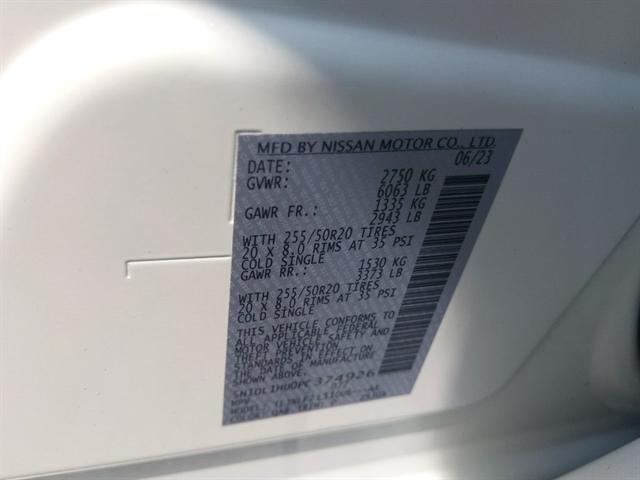 MFD BY NISSAN MOTOR CO., LTD.
DATE: 06/23
GVWR: 2750 KG
6063 LB
GAWR FR.: 1335 KG
2943 LB
WITH 255/50R20 TIRES
20 X 8.0 RIMS AT 35 PSI
COLD SINGLE
GAWR RR.: 1530 KG
3373 LB
WITH 255/50R20 TIRES
20 X 8.0 RIMS AT 35 PSI
COLD SINGLE
THIS VEHICLE CONFORMS TO
ALL APPLICABLE FEDERAL
MOTOR VEHICLE SAFETY AND
THEFT PREVENTION
STANDARDS IN EFFECT ON
THE DATE OF MANUFACTURE
SHOWN ABOVE.
374926
MPV
MODEL:
COLOR: TRIM: